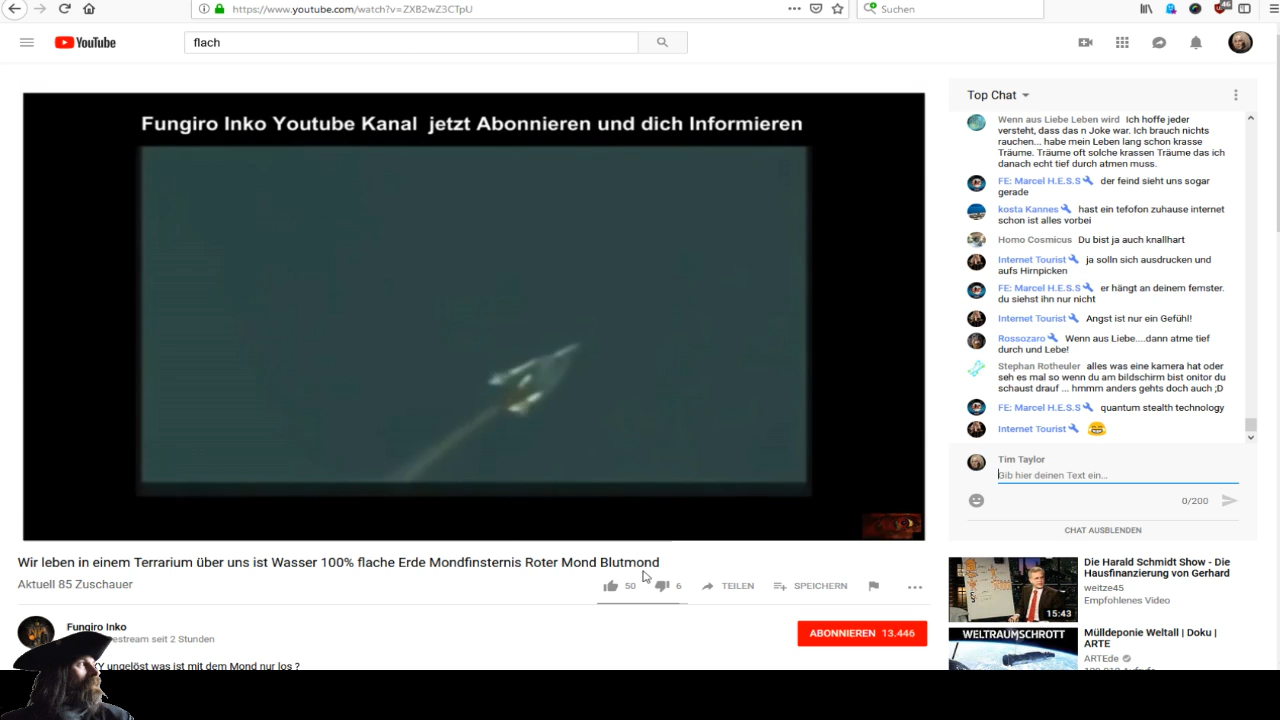 https://www.youtube.com/watch?v=ZXB2wZ3CTpU
Suchen
46
YouTube
flach
Fungiro Inko Youtube Kanal jetzt Abonnieren und dich Informieren
Wir leben in einem Terrarium über uns ist Wasser 100% flache Erde Mondfinsternis Roter Mond Blutmond
Aktuell 85 Zuschauer
50
6
TEILEN
SPEICHERN
Fungiro Inko
estream seit 2 Stunden
ABONNIEREN 13.446
Y ungelöst was ist mit dem Mond nur los ?
Top Chat
Wenn aus Liebe Leben wird Ich hoffe jeder
versteht, dass das n Joke war. Ich brauch nichts
rauchen... habe mein Leben lang schon krasse
Träume. Träume oft solche krassen Träume das ich
danach echt tief durch atmen muss.
FE: Marcel H.E.S.S der feind sieht uns sogar
gerade
kosta Kannes hast ein tefofon zuhause internet
schon ist alles vorbei
Homo Cosmicus Du bist ja auch knallhart
Internet Tourist ja solln sich ausdrucken und
aufs Hirnpicken
FE: Marcel H.E.S.S er hängt an deinem femster.
du siehst ihn nur nicht
Internet Tourist Angst ist nur ein Gefühl!
Rossozaro Wenn aus Liebe....dann atme tief
durch und Lebe!
Stephan Rotheuler alles was eine kamera hat oder
seh es mal so wenn du am bildschirm bist onitor du
schaust drauf ... hmmm anders gehts doch auch ;D
FE: Marcel H.E.S.S quantum stealth technology
Internet Tourist
Tim Taylor
Gib hier deinen Text ein...
0/200
CHAT AUSBLENDEN
15:43
Die Harald Schmidt Show - Die
Hausfinanzierung von Gerhard
weitze45
Empfohlenes Video
WELTRAUMSCHROTT
Mülldeponie Weltall | Doku |
ARTE
ARTEde